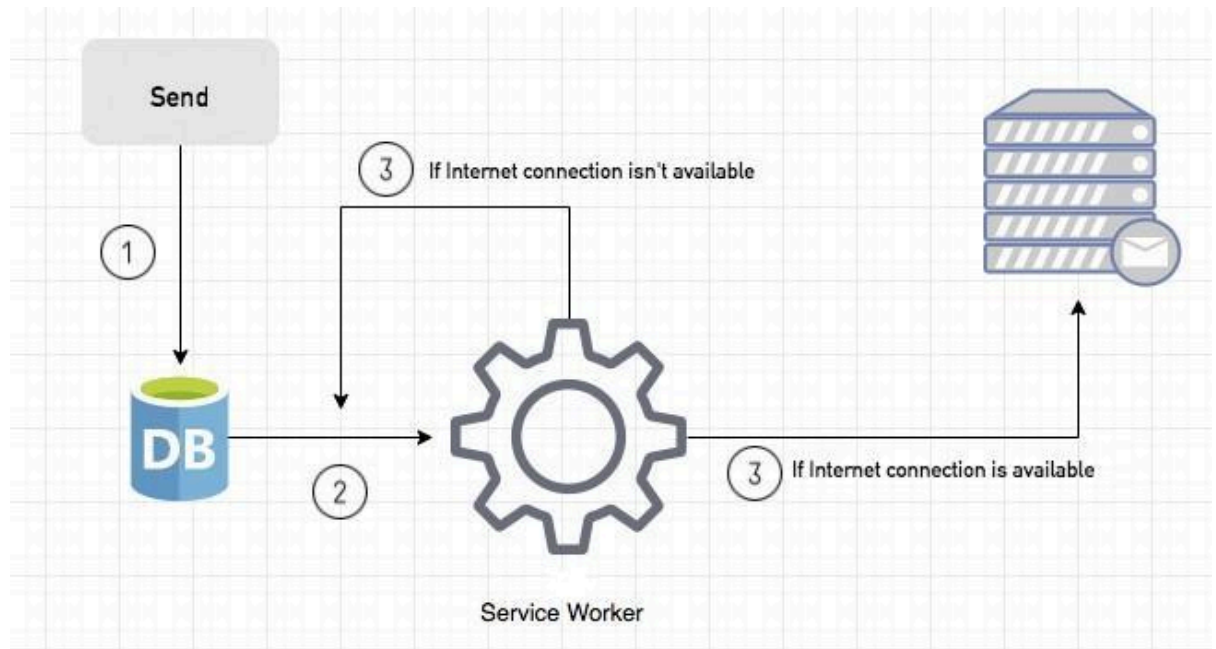 Send
3 If Internet connection isn't available
1
DB
2
3 If Internet connection is available
Service Worker